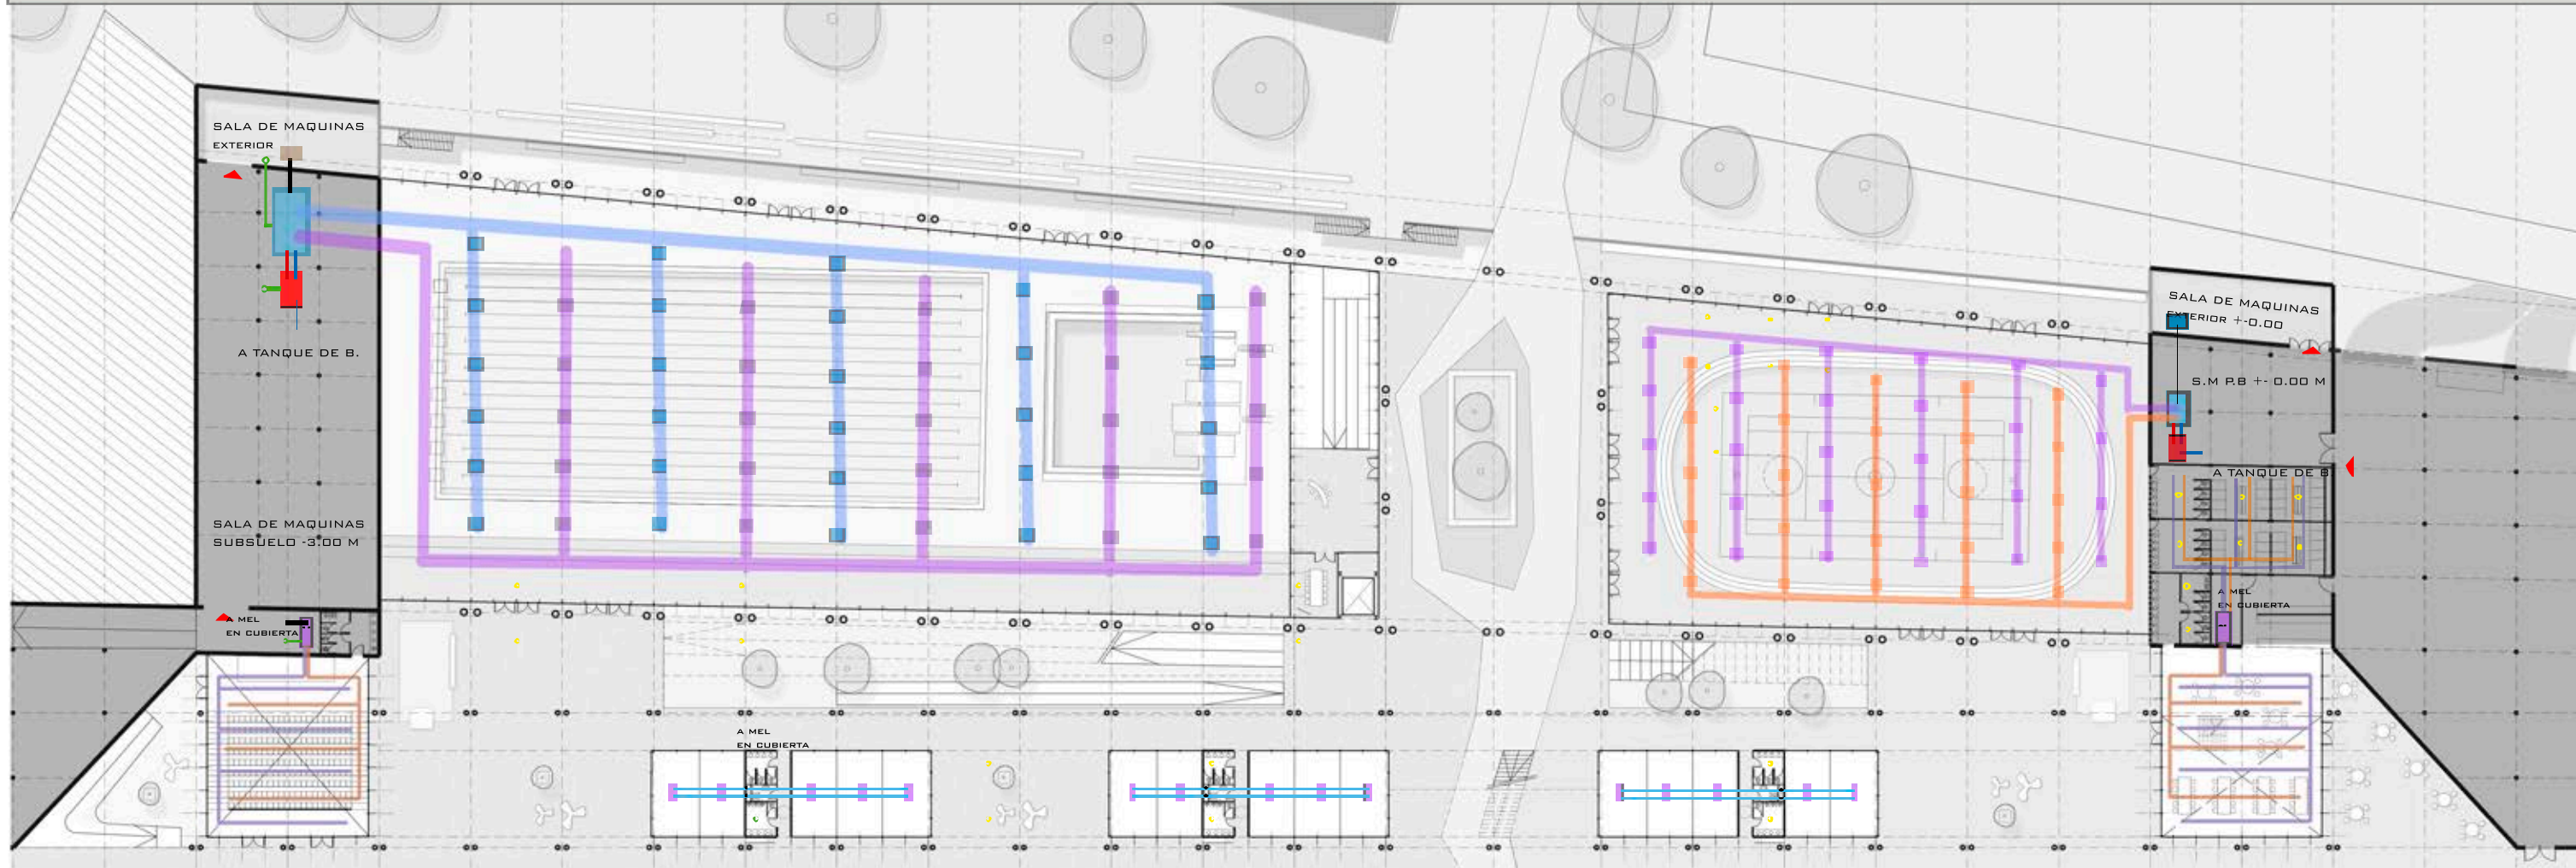 SALA DE MAQUINAS
EXTERIOR
A TANQUE DE B.
SALA DE MAQUINAS
SUBSUELO -3.00 M
A MEL
EN CUBIERTA
A MEL
EN CUBIERTA
SALA DE MAQUINAS
EXTERIOR +-0.00
S.M P.B +- 0.00 M
A TANQUE DE B
A MEL
EN CUBIERTA